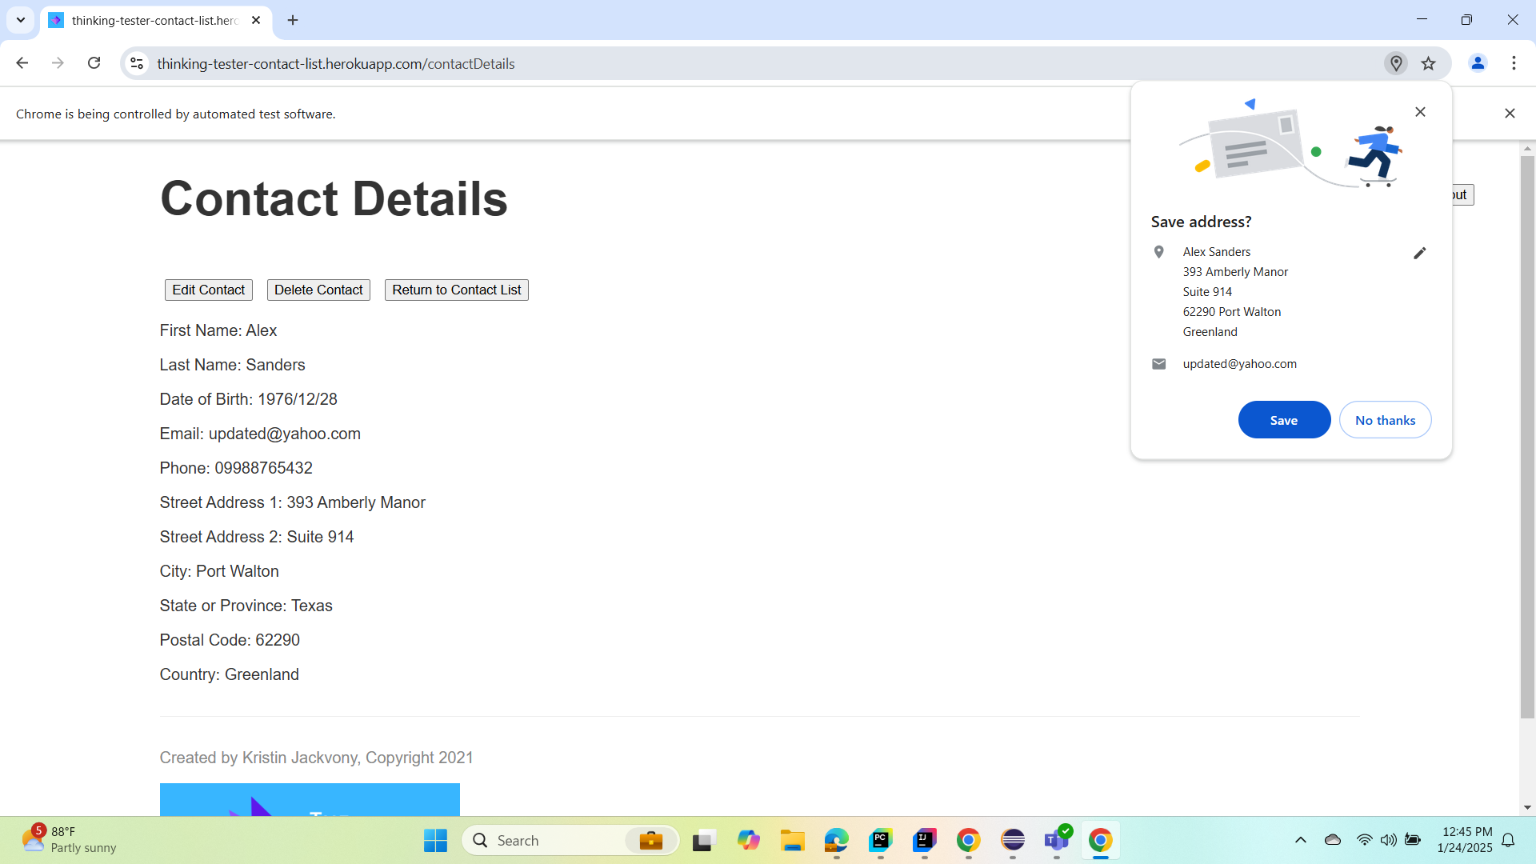 thinking-tester-contact-list.herc
thinking-tester-contact-list.herokuapp.com/contactDetails
Chrome is being controlled by automated test software.
Contact Details
out
Edit Contact
Delete Contact
Return to Contact List
First Name: Alex
Last Name: Sanders
Date of Birth: 1976/12/28
Email: updated@yahoo.com
Phone: 09988765432
Street Address 1: 393 Amberly Manor
Street Address 2: Suite 914
City: Port Walton
State or Province: Texas
Postal Code: 62290
Country: Greenland
Created by Kristin Jackvony, Copyright 2021
Save address?
Alex Sanders
393 Amberly Manor
Suite 914
62290 Port Walton
Greenland
updated@yahoo.com
Save
No thanks
5
88°F
Partly sunny
Search
PC
IJ
12:45 PM
1/24/2025